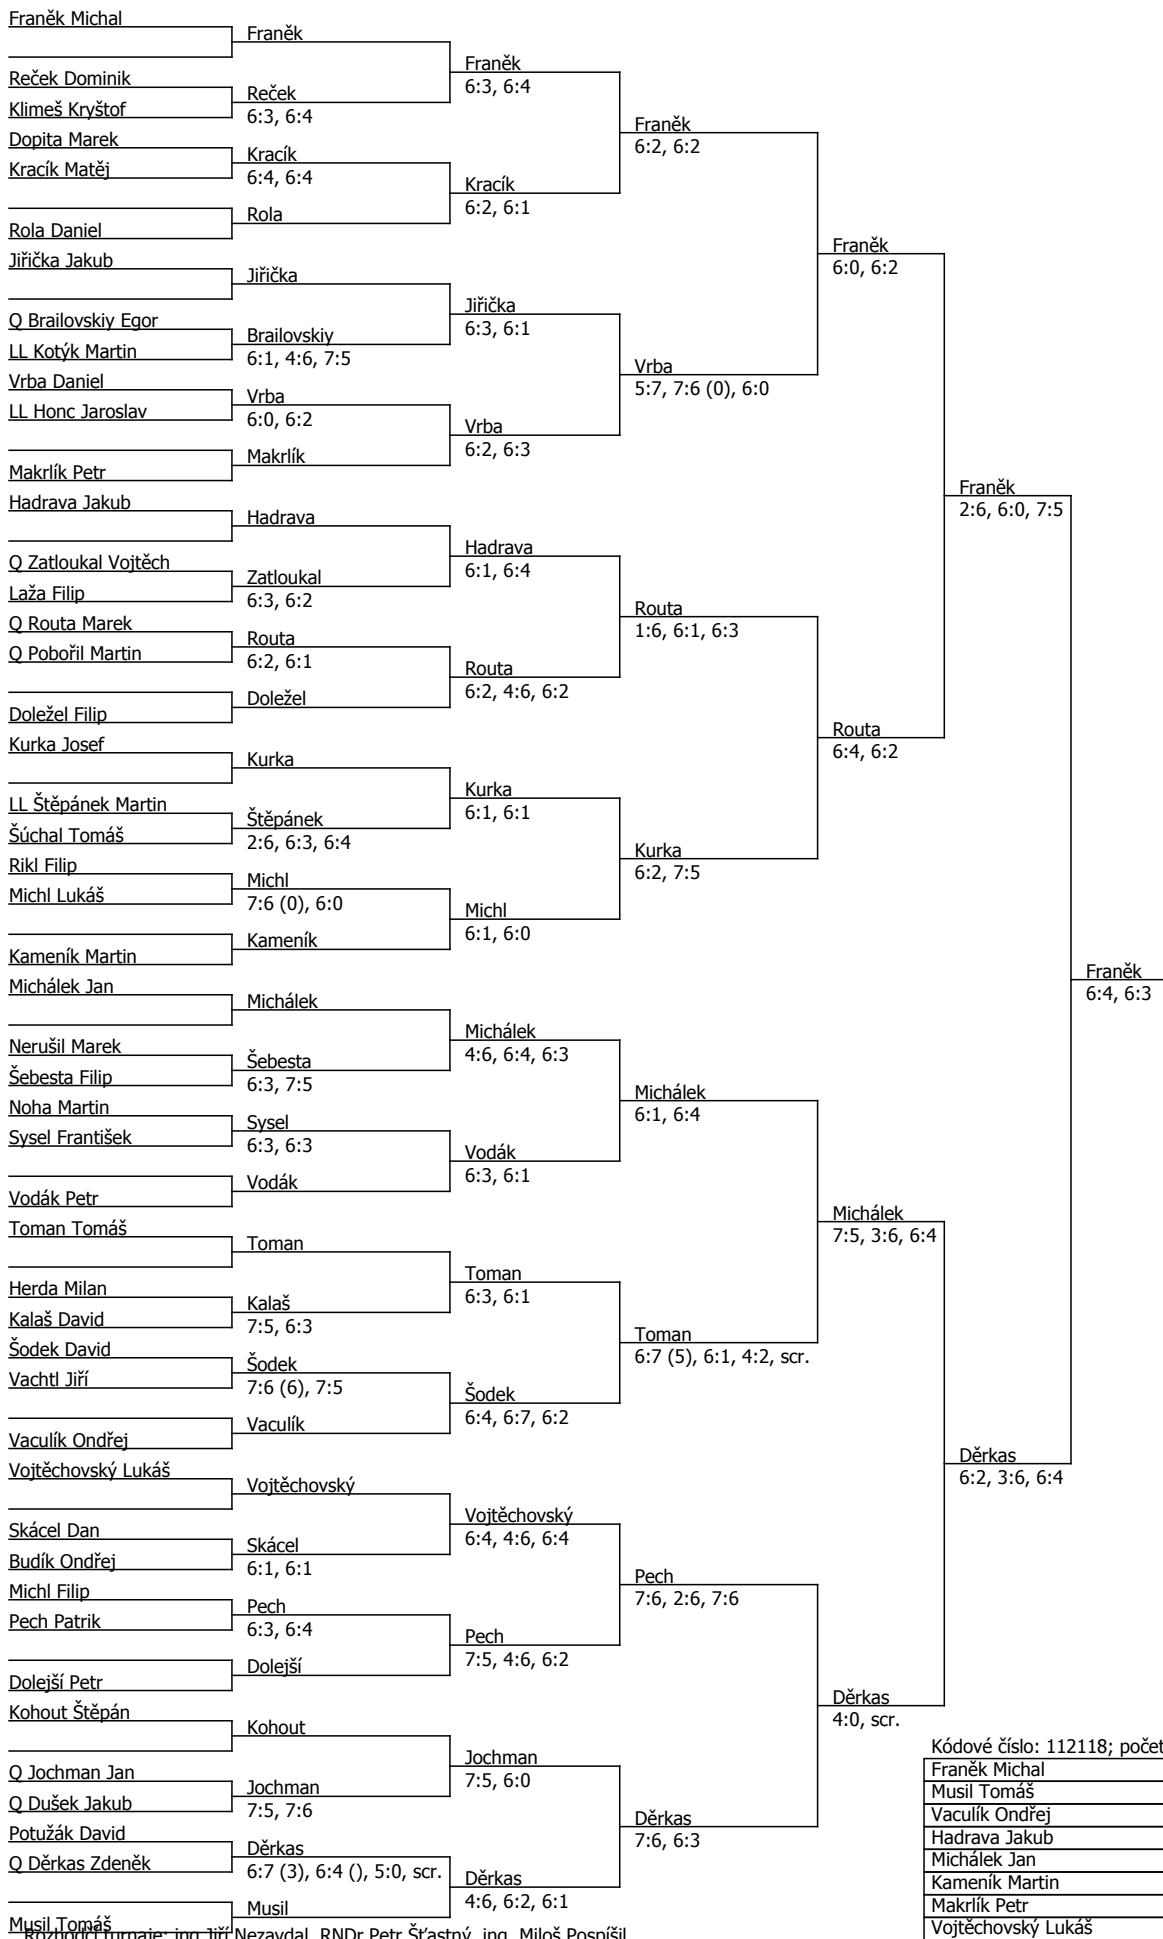 Franěk Michal
Reček Dominik
Klimeš Kryštof
Dopita Marek
Kracík Matěj
Rola Daniel
Jiřička Jakub
Q Brailovskiy Egor
LL Kotýk Martin
Vrba Daniel
LL Honc Jaroslav
Makrlík Petr
Hadrava Jakub
Q Zatloukal Vojtěch
Laža Filip
Q Routa Marek
Q Pobořil Martin
Doležel Filip
Kurka Josef
LL Štěpánek Martin
Šúchal Tomáš
Rikl Filip
Michl Lukáš
Kameník Martin
Michálek Jan
Nerušil Marek
Šebesta Filip
Noha Martin
Sysel František
Vodák Petr
Toman Tomáš
Herda Milan
Kalaš David
Šodek David
Vachtl Jiří
Vaculík Ondřej
Vojtěchovský Lukáš
Skácel Dan
Budík Ondřej
Michl Filip
Pech Patrik
Dolejší Petr
Kohout Štěpán
Q Jochman Jan
Q Dušek Jakub
Potužák David
Q Děrkas Zdeněk
Musil Tomáš
Franěk
Reček
6:3, 6:4
Kracík
6:4, 6:4
Rola
Jiřička
Brailovskiy
6:1, 4:6, 7:5
Vrba
6:0, 6:2
Makrlík
Hadrava
Zatloukal
6:3, 6:2
Routa
6:2, 6:1
Doležel
Kurka
Štěpánek
2:6, 6:3, 6:4
Michl
7:6 (0), 6:0
Kameník
Michálek
Šebesta
6:3, 7:5
Sysel
6:3, 6:3
Vodák
Toman
Kalaš
7:5, 6:3
Šodek
7:6 (6), 7:5
Vaculík
Vojtěchovský
Skácel
6:1, 6:1
Pech
6:3, 6:4
Dolejší
Kohout
Jochman
7:5, 7:6
Děrkas
6:7 (3), 6:4 (), 5:0, scr.
Musil
Franěk
6:3, 6:4
Kracík
6:2, 6:1
Jiřička
6:3, 6:1
Vrba
6:2, 6:3
Hadrava
6:1, 6:4
Routa
6:2, 4:6, 6:2
Kurka
6:1, 6:1
Michl
6:1, 6:0
Michálek
4:6, 6:4, 6:3
Vodák
6:3, 6:1
Toman
6:3, 6:1
Šodek
6:4, 6:7, 6:2
Vojtěchovský
6:4, 4:6, 6:4
Pech
7:5, 4:6, 6:2
Jochman
7:5, 6:0
Děrkas
4:6, 6:2, 6:1
Franěk
6:2, 6:2
Vrba
5:7, 7:6 (0), 6:0
Routa
1:6, 6:1, 6:3
Kurka
6:2, 7:5
Michálek
6:1, 6:4
Toman
6:7 (5), 6:1, 4:2, scr.
Pech
7:6, 2:6, 7:6
Děrkas
7:6, 6:3
Franěk
6:0, 6:2
Routa
6:4, 6:2
Michálek
7:5, 3:6, 6:4
Děrkas
4:0, scr.
Franěk
2:6, 6:0, 7:5
Děrkas
6:2, 3:6, 6:4
Franěk
6:4, 6:3
Kódové číslo: 112118; počet
Franěk Michal
Musil Tomáš
Vaculík Ondřej
Hadrava Jakub
Michálek Jan
Kameník Martin
Makrlík Petr
Vojtěchovský Lukáš
Rozhodčí turnaje: ing.Jiří Nezavdal, RNDr.Petr Šťastný, ing. Miloš Pospíšil